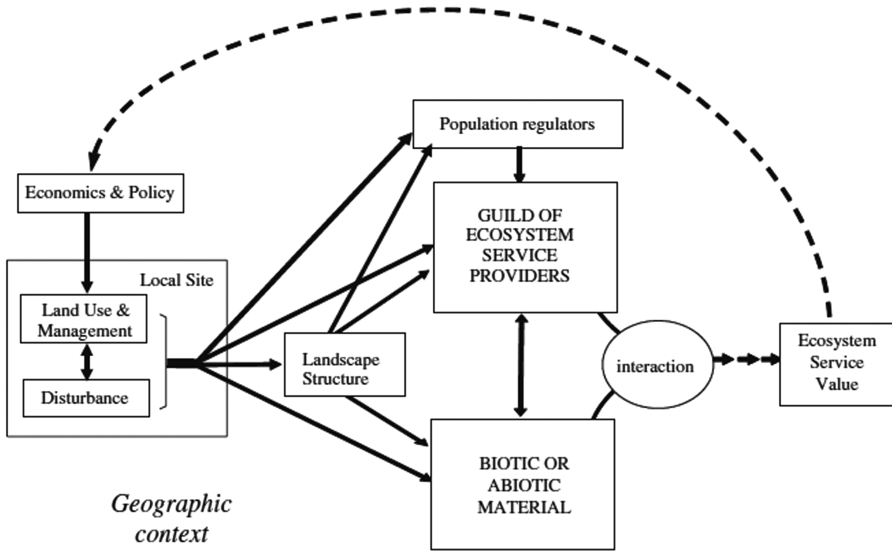 Population regulators
Economics & Policy
GUILD OF
ECOSYSTEM
SERVICE
PROVIDERS
Local Site
Land Use &
Management
Disturbance
Landscape
Structure
interaction
Ecosystem
Service
Value
BIOTIC OR
ABIOTIC
MATERIAL
Geographic
context